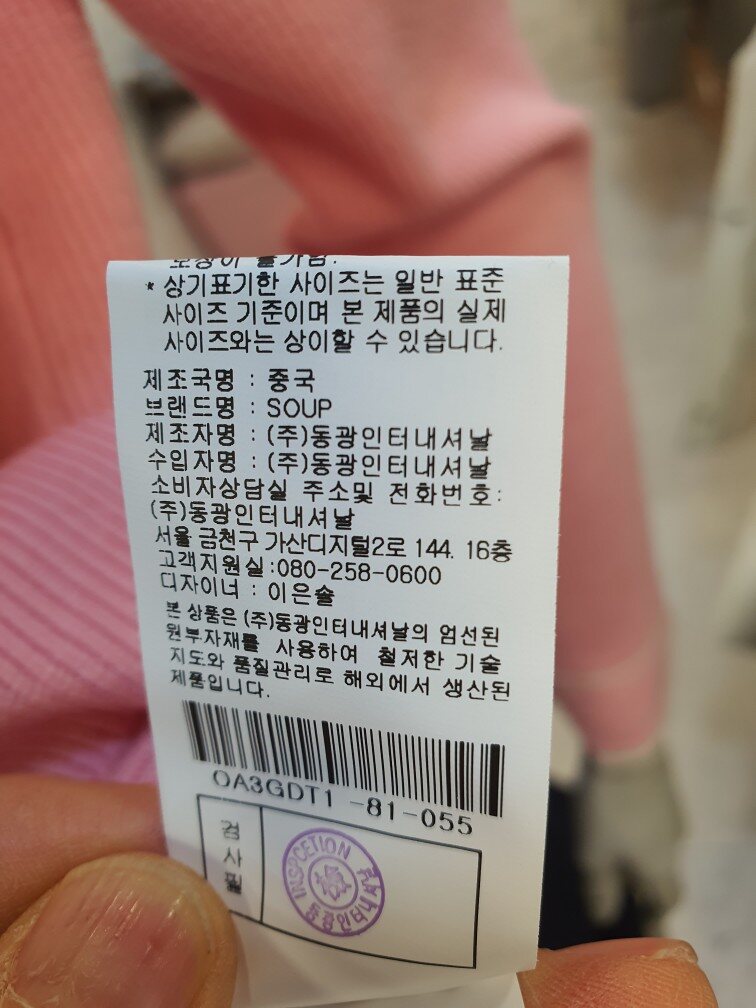 * 상기표기한 사이즈는 일반 표준
사이즈 기준이며 본 제품의 실제
사이즈와는 상이할 수 있습니다.
제조국명 : 중국
브랜드명 : SOUP
제조자명 : (주)동광인터내셔날
수입자명 : (주)동광인터내셔날
소비자상담실 주소및 전화번호:
(주)동광인터내셔날
서울 금천구 가산디지털2로 144. 16층
고객지원실:080-258-0600
디자이너 : 이은솔
본 상품은 (주)동광인터내셔날의 엄선된
원부자재를 사용하여 철저한 기술
지도와 품질관리로 해외에서 생산된
제품입니다.
OA3GDT1 -81-055
검사필
INSPCETION
동광인터내셔날